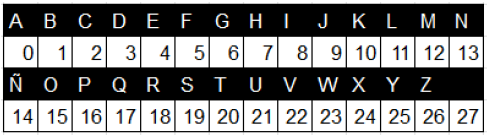 A B C D E F G H I J K L M N
0 1 2 3 4 5 6 7 8 9 10 11 12 13
Ñ O P Q R S T U V W X Y Z
14 15 16 17 18 19 20 21 22 23 24 25 26 27